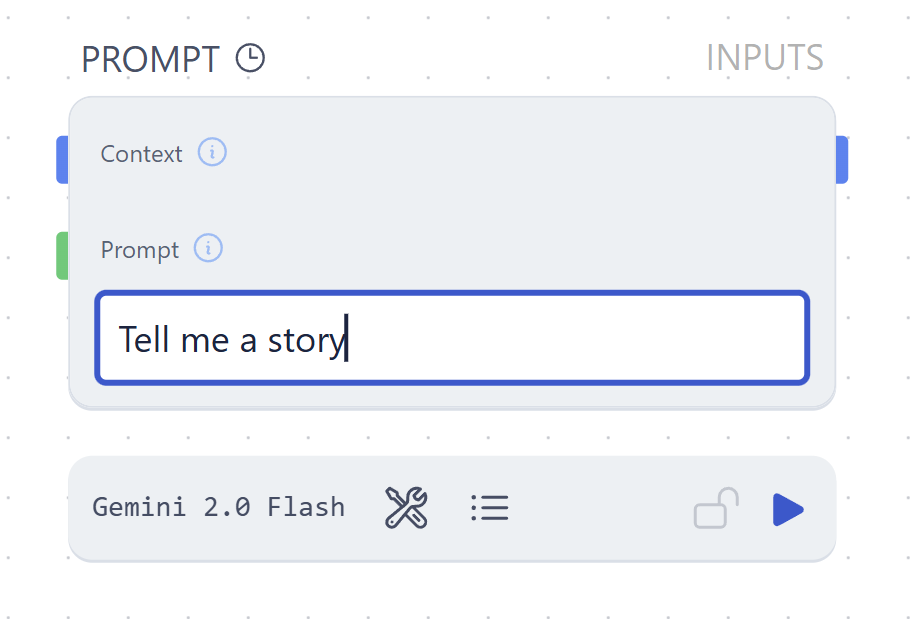 PROMPT
INPUTS
Context
Prompt
Tell me a story
Gemini 2.0 Flash